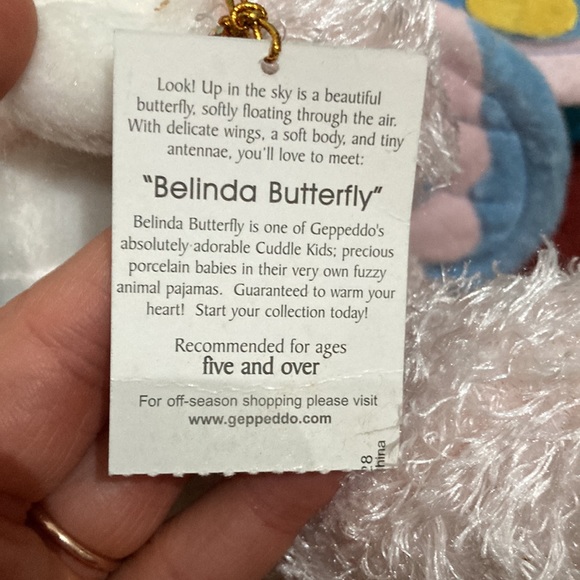 Look! Up in the sky is a beautiful
butterfly, softly floating through the air.
With delicate wings, a soft body, and tiny
antennae, you'll love to meet:
"Belinda Butterfly"
Belinda Butterfly is one of Geppeddo's
absolutely adorable Cuddle Kids; precious
porcelain babies in their very own fuzzy
animal pajamas. Guaranteed to warm your
heart! Start your collection today!
Recommended for ages
five and over
For off-season shopping please visit
www.geppeddo.com